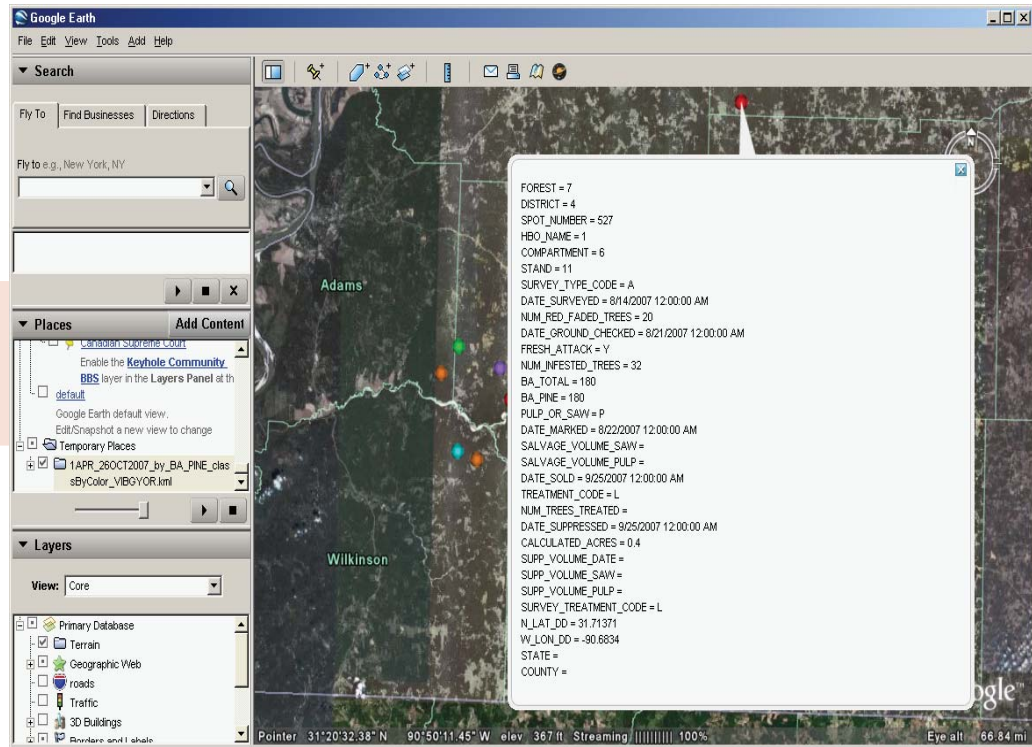 Google Earth
File Edit View Tools Add Help
Search
Fly To Find Businesses Directions
Fly to e.g., New York, NY
Places Add Content
Canadian Supreme Court
Enable the Keyhole Community
BBS layer in the Layers Panel at th
default
Google Earth default view.
Edit/Snapshot a new view to change
Temporary Places
1APR_26OCT2007_by_BA_PINE_clas
sByColor_VIBGYOR.kml
Layers
View: Core
Primary Database
Terrain
Geographic Web
roads
Traffic
3D Buildings
Borders and Labels
Adams
Wilkinson
N
FOREST = 7
DISTRICT = 4
SPOT_NUMBER = 527
HBO_NAME = 1
COMPARTMENT = 6
STAND = 11
SURVEY_TYPE_CODE = A
DATE_SURVEYED = 8/14/2007 12:00:00 AM
NUM_RED_FADED_TREES = 20
DATE_GROUND_CHECKED = 8/21/2007 12:00:00 AM
FRESH_ATTACK = Y
NUM_INFESTED_TREES = 32
BA_TOTAL = 180
BA_PINE = 180
PULP_OR_SAW = P
DATE_MARKED = 8/22/2007 12:00:00 AM
SALVAGE_VOLUME_SAW =
SALVAGE_VOLUME_PULP =
DATE_SOLD = 9/25/2007 12:00:00 AM
TREATMENT_CODE = L
NUM_TREES_TREATED =
DATE_SUPPRESSED = 9/25/2007 12:00:00 AM
CALCULATED_ACRES = 0.4
SUPP_VOLUME_DATE =
SUPP_VOLUME_SAW =
SUPP_VOLUME_PULP =
SURVEY_TREATMENT_CODE = L
N_LAT_DD = 31.71371
W_LON_DD = -90.6834
STATE =
COUNTY =
ogle™
Pointer 31°20'32.38" N 90°50'11.45" W elev 367 ft Streaming |||||||||| 100% Eye alt 66.84 mi